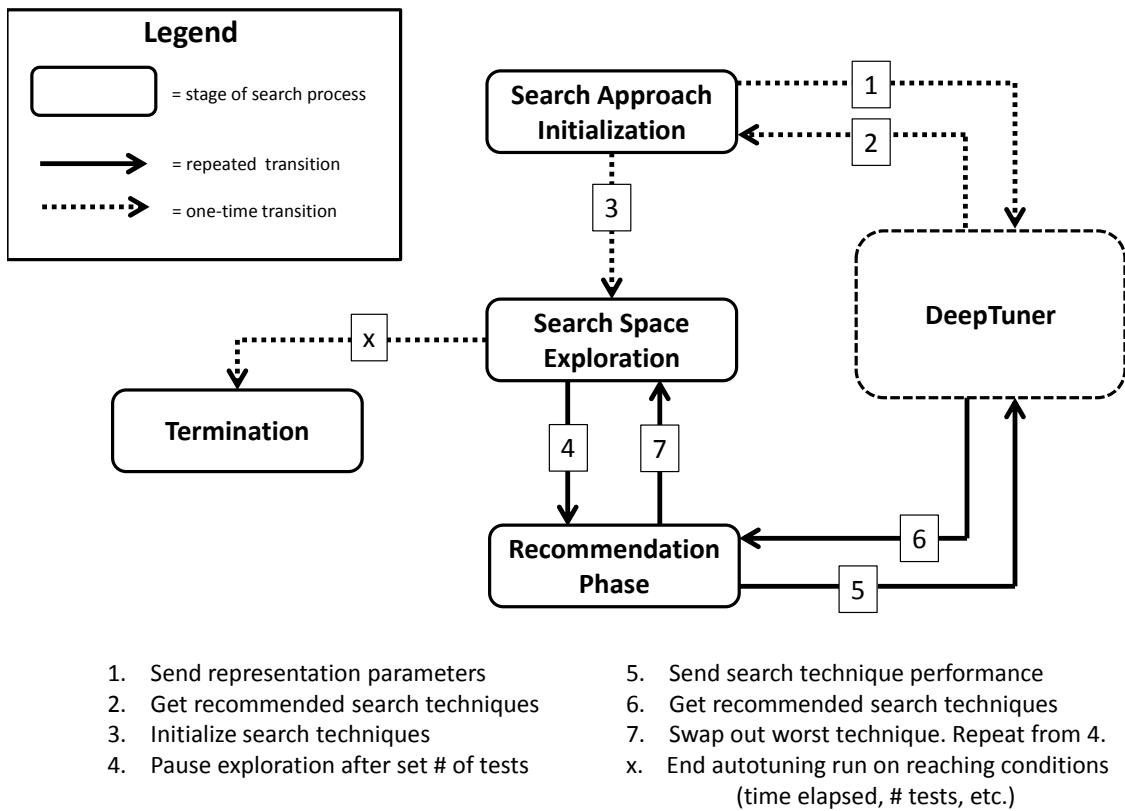 Legend
= stage of search process
= repeated transition
= one-time transition
Search Approach
Initialization
1
2
3
DeepTuner
Search Space
Exploration
x
Termination
4
7
Recommendation
Phase
6
5
1. Send representation parameters
2. Get recommended search techniques
3. Initialize search techniques
4. Pause exploration after set # of tests
5. Send search technique performance
6. Get recommended search techniques
7. Swap out worst technique. Repeat from 4.
x. End autotuning run on reaching conditions
(time elapsed, # tests, etc.)